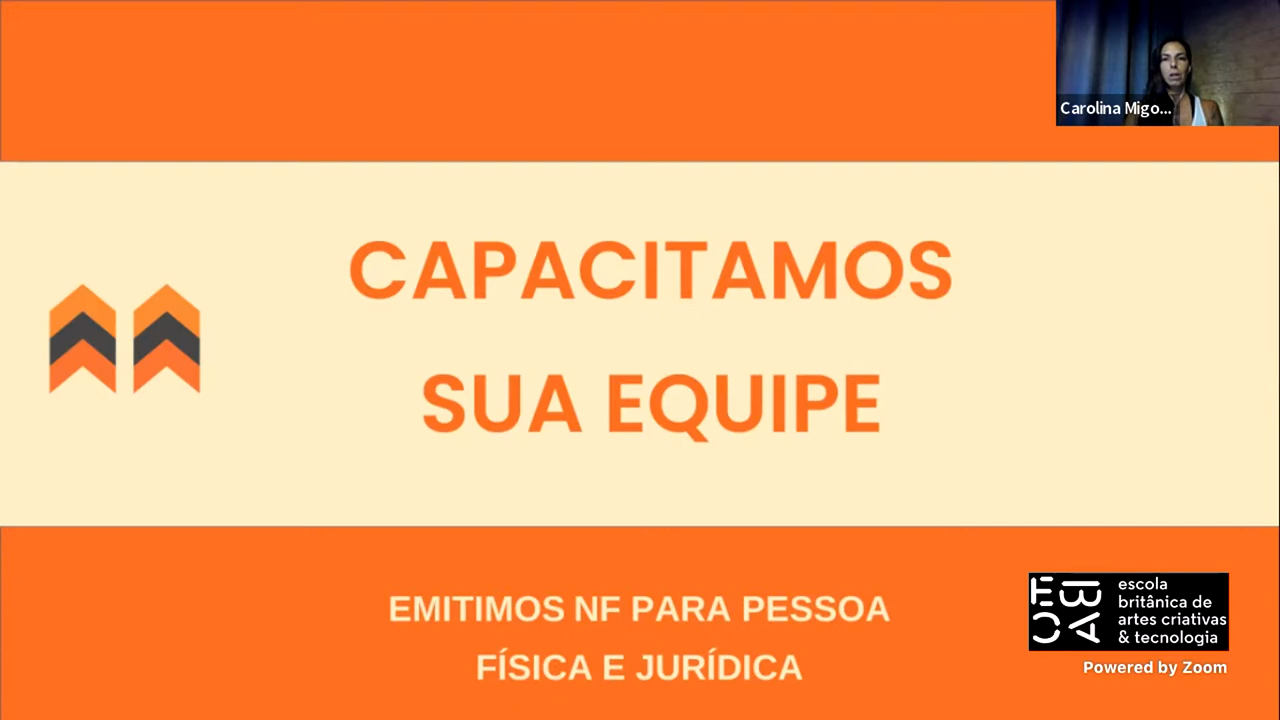 Carolina Migo...
CAPACITAMOS
SUA EQUIPE
EMITIMOS NF PARA PESSOA
FÍSICA E JURÍDICA
EBAC
escola
britânica de
artes criativas
& tecnologia
Powered by Zoom